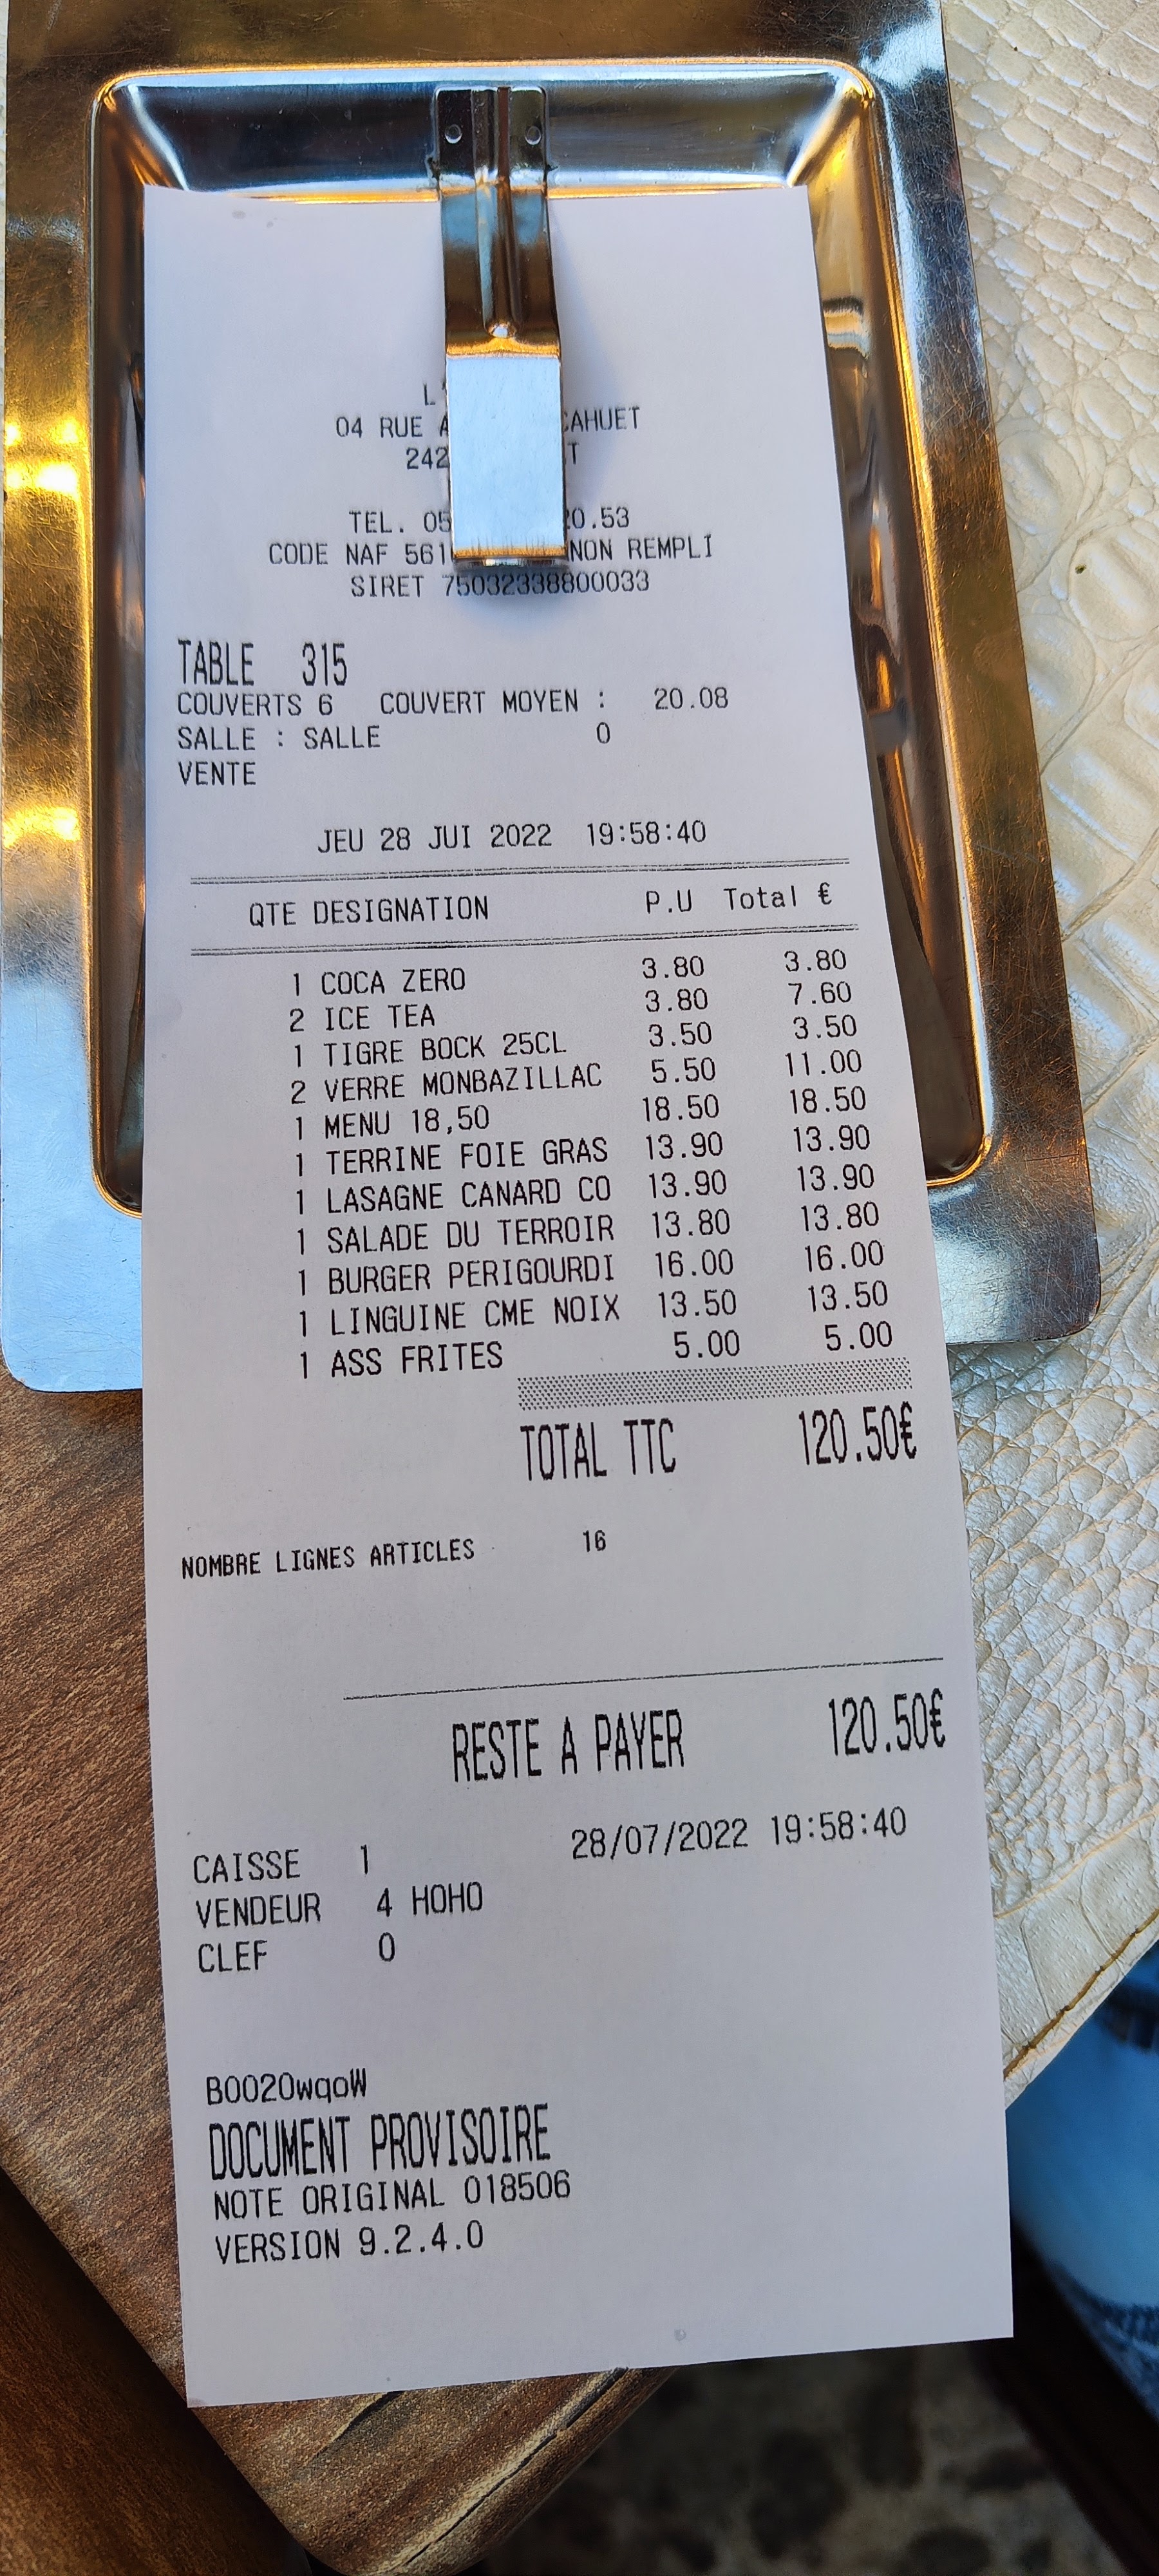 04 RUE CAHUET
TEL. 05 20.53
CODE NAF NON REMPLI
SIRET 75032338800033
TABLE 315
COUVERTS 6 COUVERT MOYEN : 20.08
SALLE : SALLE 0
VENTE
JEU 28 JUI 2022 19:58:40
QTE DESIGNATION P.U Total €
1 COCA ZERO 3.80 3.80
2 ICE TEA 3.80 7.60
1 TIGRE BOCK 25CL 3.50 3.50
2 VERRE MONBAZILLAC 5.50 11.00
1 MENU 18,50 18.50 18.50
1 TERRINE FOIE GRAS 13.90 13.90
1 LASAGNE CANARD CO 13.90 13.90
1 SALADE DU TERROIR 13.80 13.80
1 BURGER PERIGOURDI 16.00 16.00
1 LINGUINE CME NOIX 13.50 13.50
1 ASS FRITES 5.00 5.00
TOTAL TTC 120.50€
NOMBRE LIGNES ARTICLES 16
RESTE A PAYER 120.50€
CAISSE 1 28/07/2022 19:58:40
VENDEUR 4 HOHO
CLEF 0
B0020wqoW
DOCUMENT PROVISOIRE
NOTE ORIGINAL 018506
VERSION 9.2.4.0